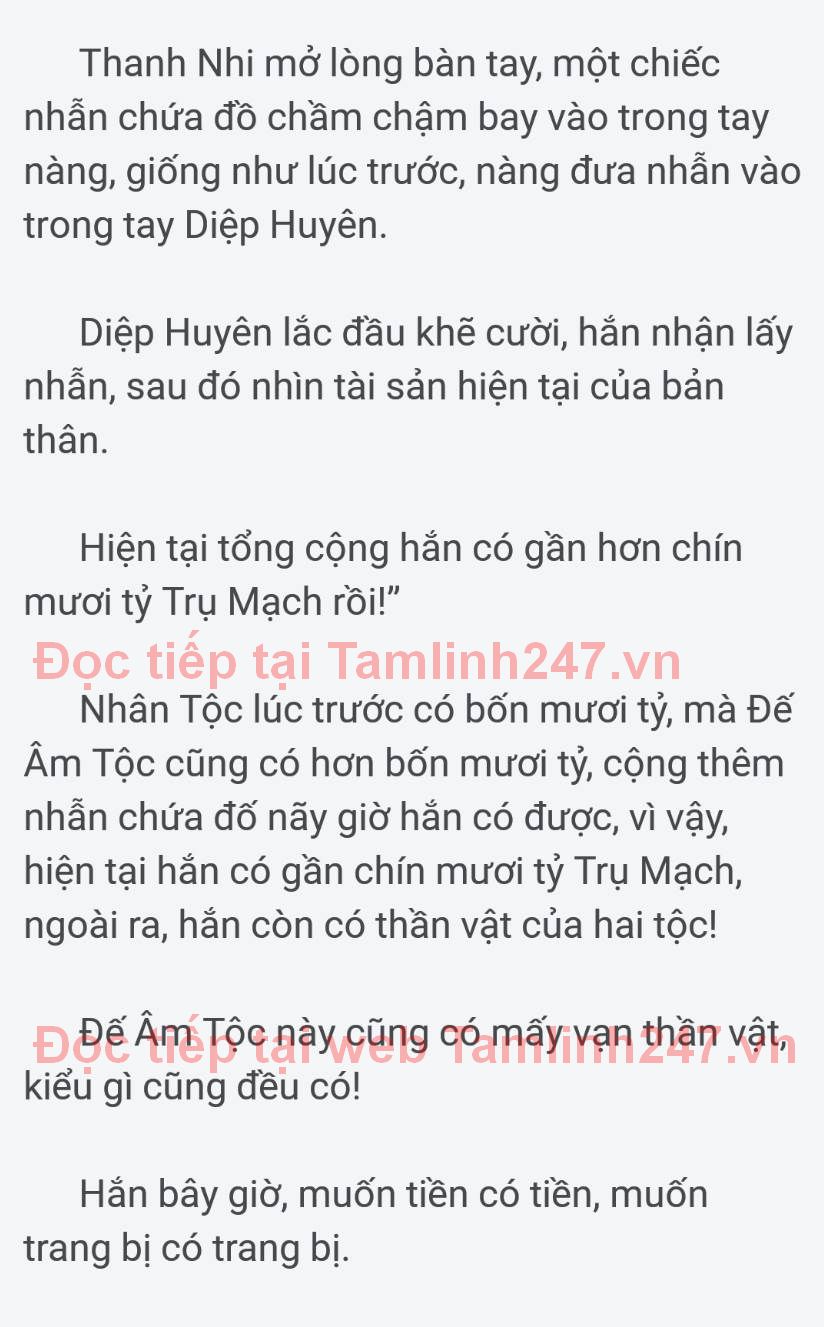 Thanh Nhi mở lòng bàn tay, một chiếc
nhẫn chứa đồ chầm chậm bay vào trong tay
nàng, giống như lúc trước, nàng đưa nhẫn vào
trong tay Diệp Huyên.
Diệp Huyên lắc đầu khẽ cười, hắn nhận lấy
nhẫn, sau đó nhìn tài sản hiện tại của bản
thân.
Hiện tại tổng cộng hắn có gần hơn chín
mươi tỷ Trụ Mạch rồi!”
Đọc tiếp tại Tamlinh247.vn
Nhân Tộc lúc trước có bốn mươi tỷ, mà Đế
Âm Tộc cũng có hơn bốn mươi tỷ, cộng thêm
nhẫn chứa đố nãy giờ hắn có được, vì vậy,
hiện tại hắn có gần chín mươi tỷ Trụ Mạch,
ngoài ra, hắn còn có thần vật của hai tộc!
Đế Âm Tộc này cũng có mấy vạn thần vật,
Đọc tiếp tại web Tamlinh247.vn
kiểu gì cũng đều có!
Hắn bây giờ, muốn tiền có tiền, muốn
trang bị có trang bị.